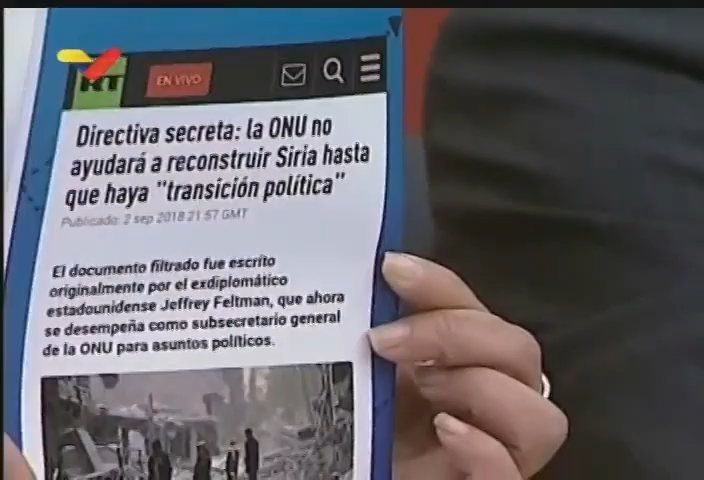 RT
EN VIVO
Directiva secreta: la ONU no
ayudará a reconstruir Siria hasta
que haya "transición política"
Publicado: 2 sep 2018 21:57 GMT
El documento filtrado fue escrito
originalmente por el exdiplomático
estadounidense Jeffrey Feltman, que ahora
se desempeña como subsecretario general
de la ONU para asuntos políticos.